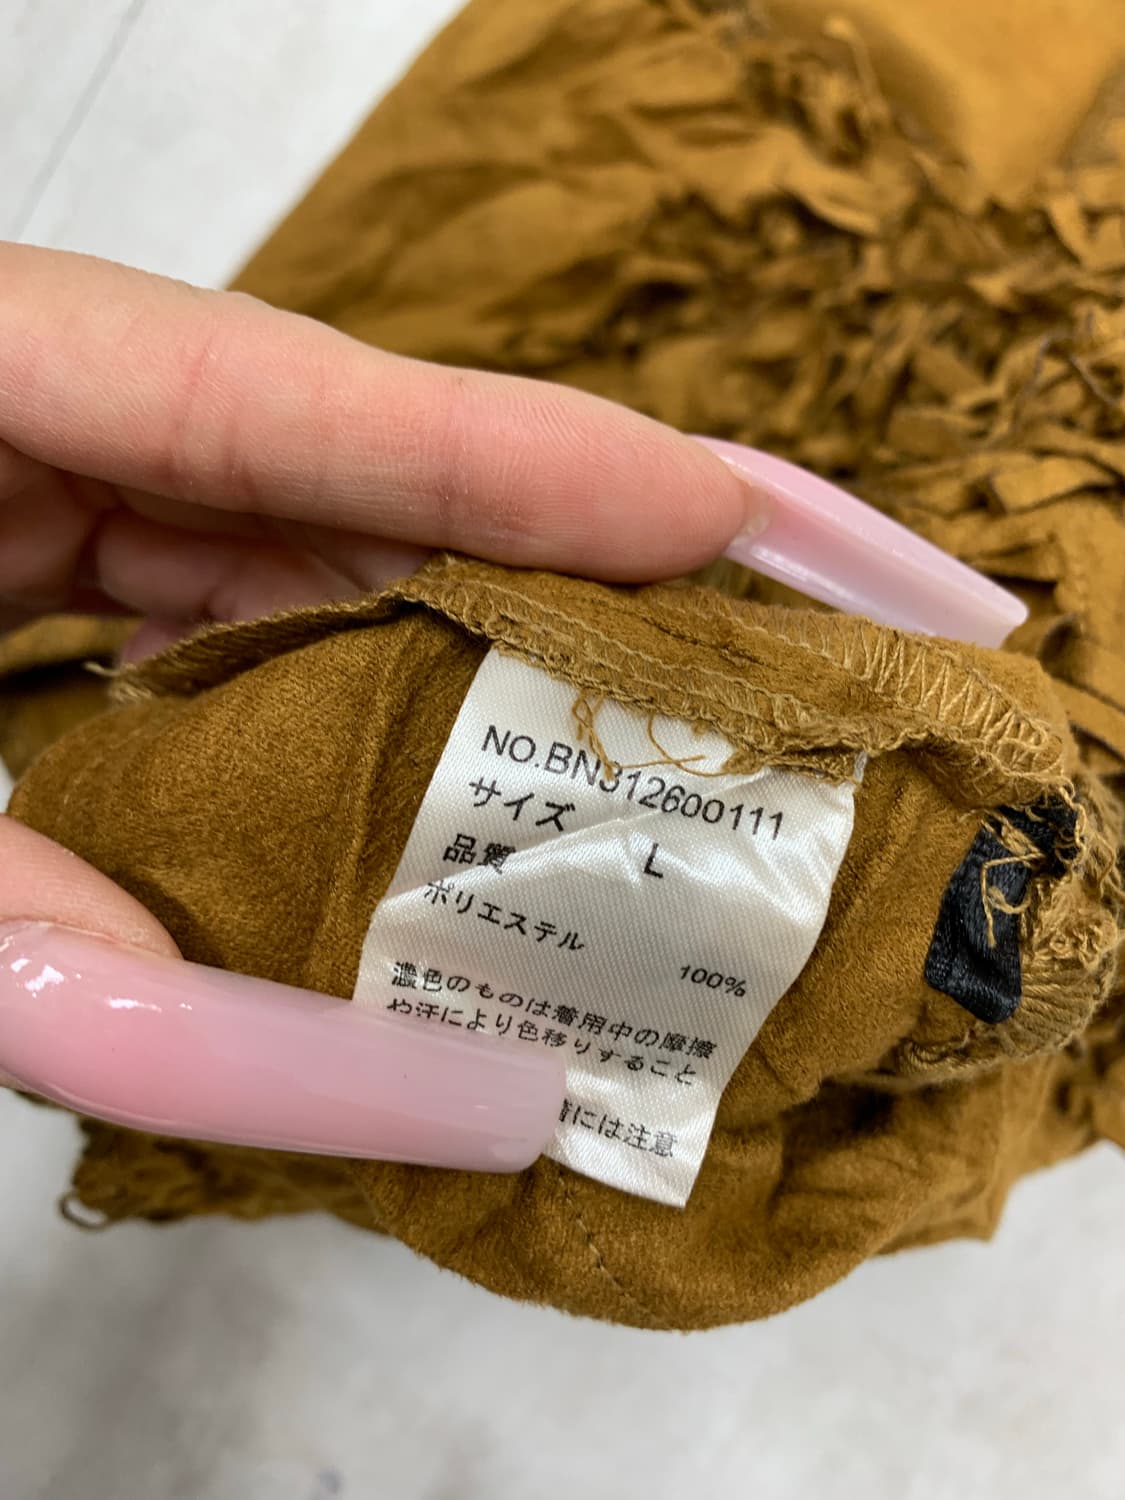 NO.BN312600111
サイズ L
品質
ポリエステル 100%
濃色のものは着用中の摩擦
や汗により色移りすること
には注意